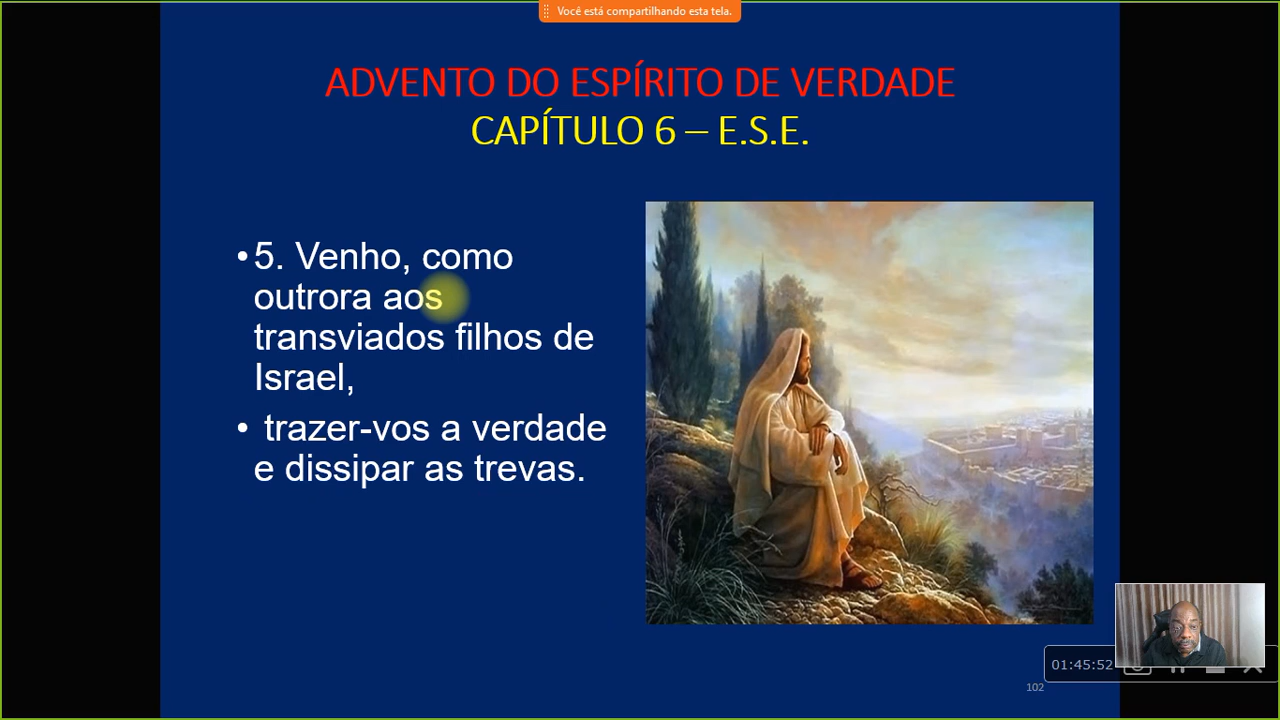 Você está compartilhando esta tela.
ADVENTO DO ESPÍRITO DE VERDADE
CAPÍTULO 6 – E.S.E.
•5. Venho, como
outrora aos
transviados filhos de
Israel,
• trazer-vos a verdade
e dissipar as trevas.
01:45:52
102